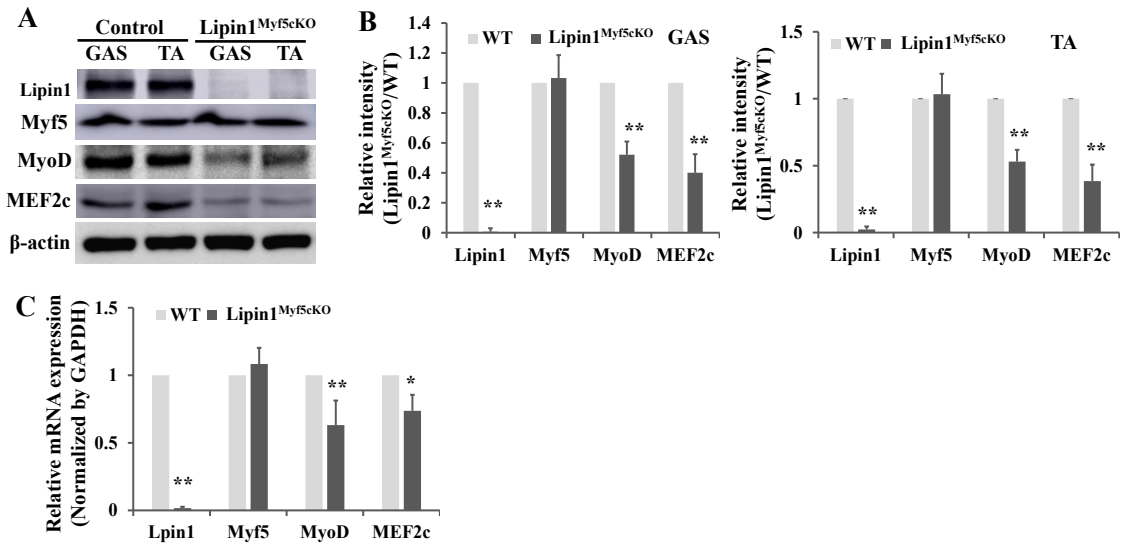 A
Control Lipin1Myf5cKO
GAS TA GAS TA
Lipin1
Myf5
MyoD
MEF2c
β-actin
B
Relative intensity
(Lipin1Myf5cKO/WT)
1.4
1.2
1
0.8
0.6
0.4
0.2
0
WT Lipin1Myf5cKO GAS
**
**
**
Lipin1 Myf5 MyoD MEF2c
Relative intensity
(Lipin1Myf5cKO/WT)
1.5
1
0.5
0
WT Lipin1Myf5cKO TA
**
**
**
Lipin1 Myf5 MyoD MEF2c
C
Relative mRNA expression
(Normalized by GAPDH)
1.5
1
0.5
0
WT Lipin1Myf5cKO
**
**
*
Lpin1 Myf5 MyoD MEF2c